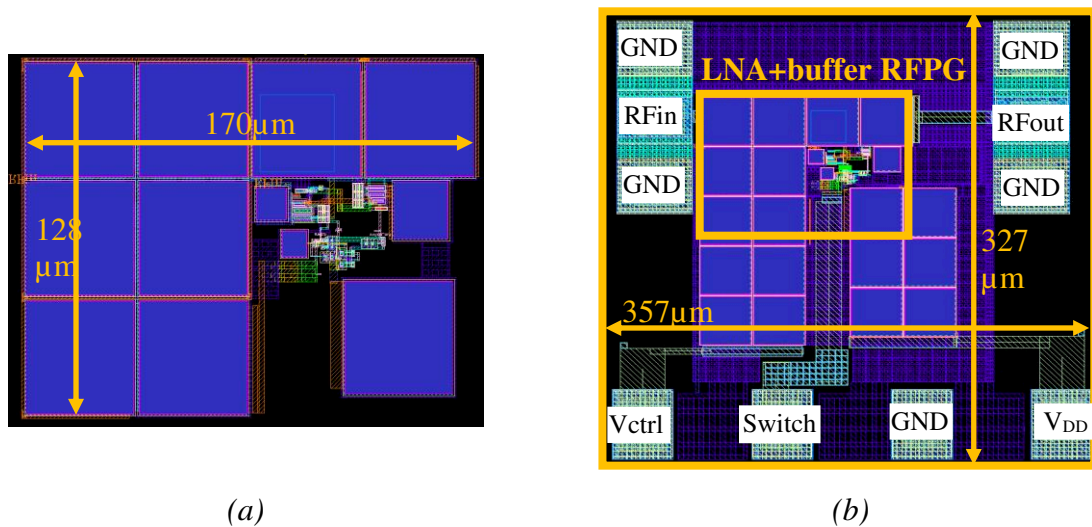 170µm
128
µm
(a)
GND
GND
LNA+buffer RFPG
RFin
RFout
GND
GND
327
µm
357µm
Vctrl
Switch
GND
VDD
(b)